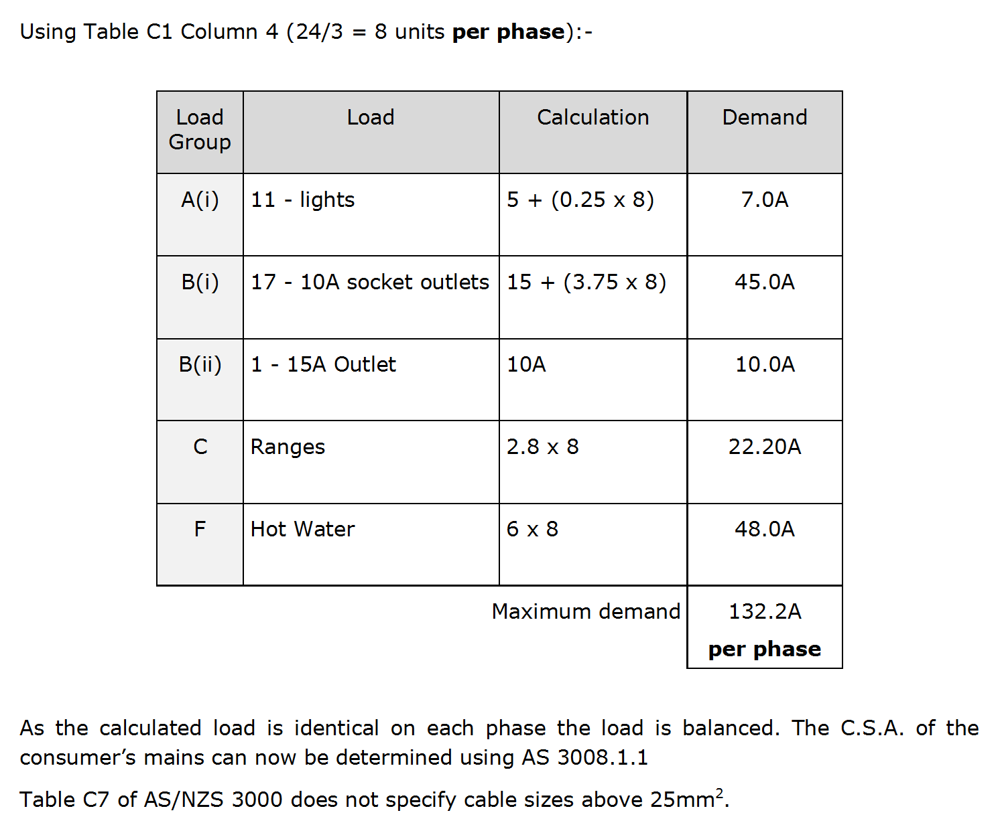 Using Table C1 Column 4 (24/3 = 8 units per phase):-
Load Group Load Calculation Demand
A(i) 11 - lights 5 + (0.25 x 8) 7.0A
B(i) 17 - 10A socket outlets 15 + (3.75 x 8) 45.0A
B(ii) 1 - 15A Outlet 10A 10.0A
C Ranges 2.8 x 8 22.20A
F Hot Water 6 x 8 48.0A
Maximum demand 132.2A
per phase
As the calculated load is identical on each phase the load is balanced. The C.S.A. of the
consumer’s mains can now be determined using AS 3008.1.1
Table C7 of AS/NZS 3000 does not specify cable sizes above 25mm².